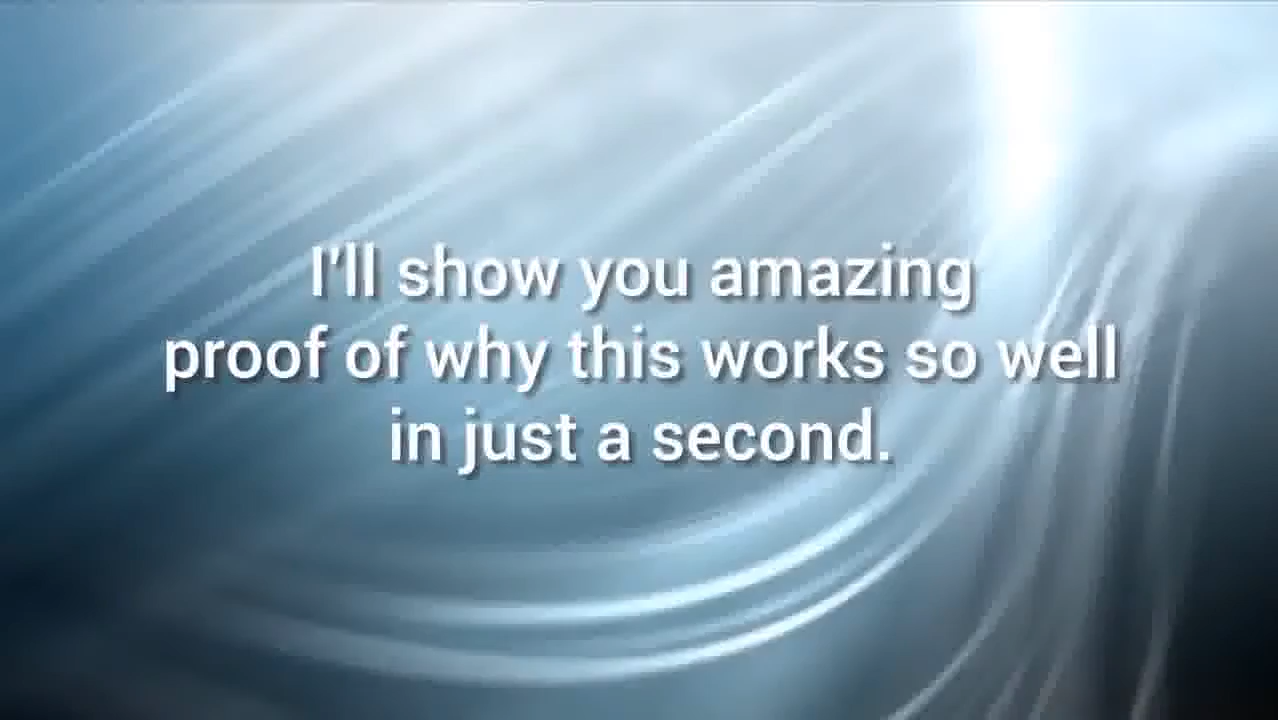 I'll show you amazing
proof of why this works so well
in just a second.